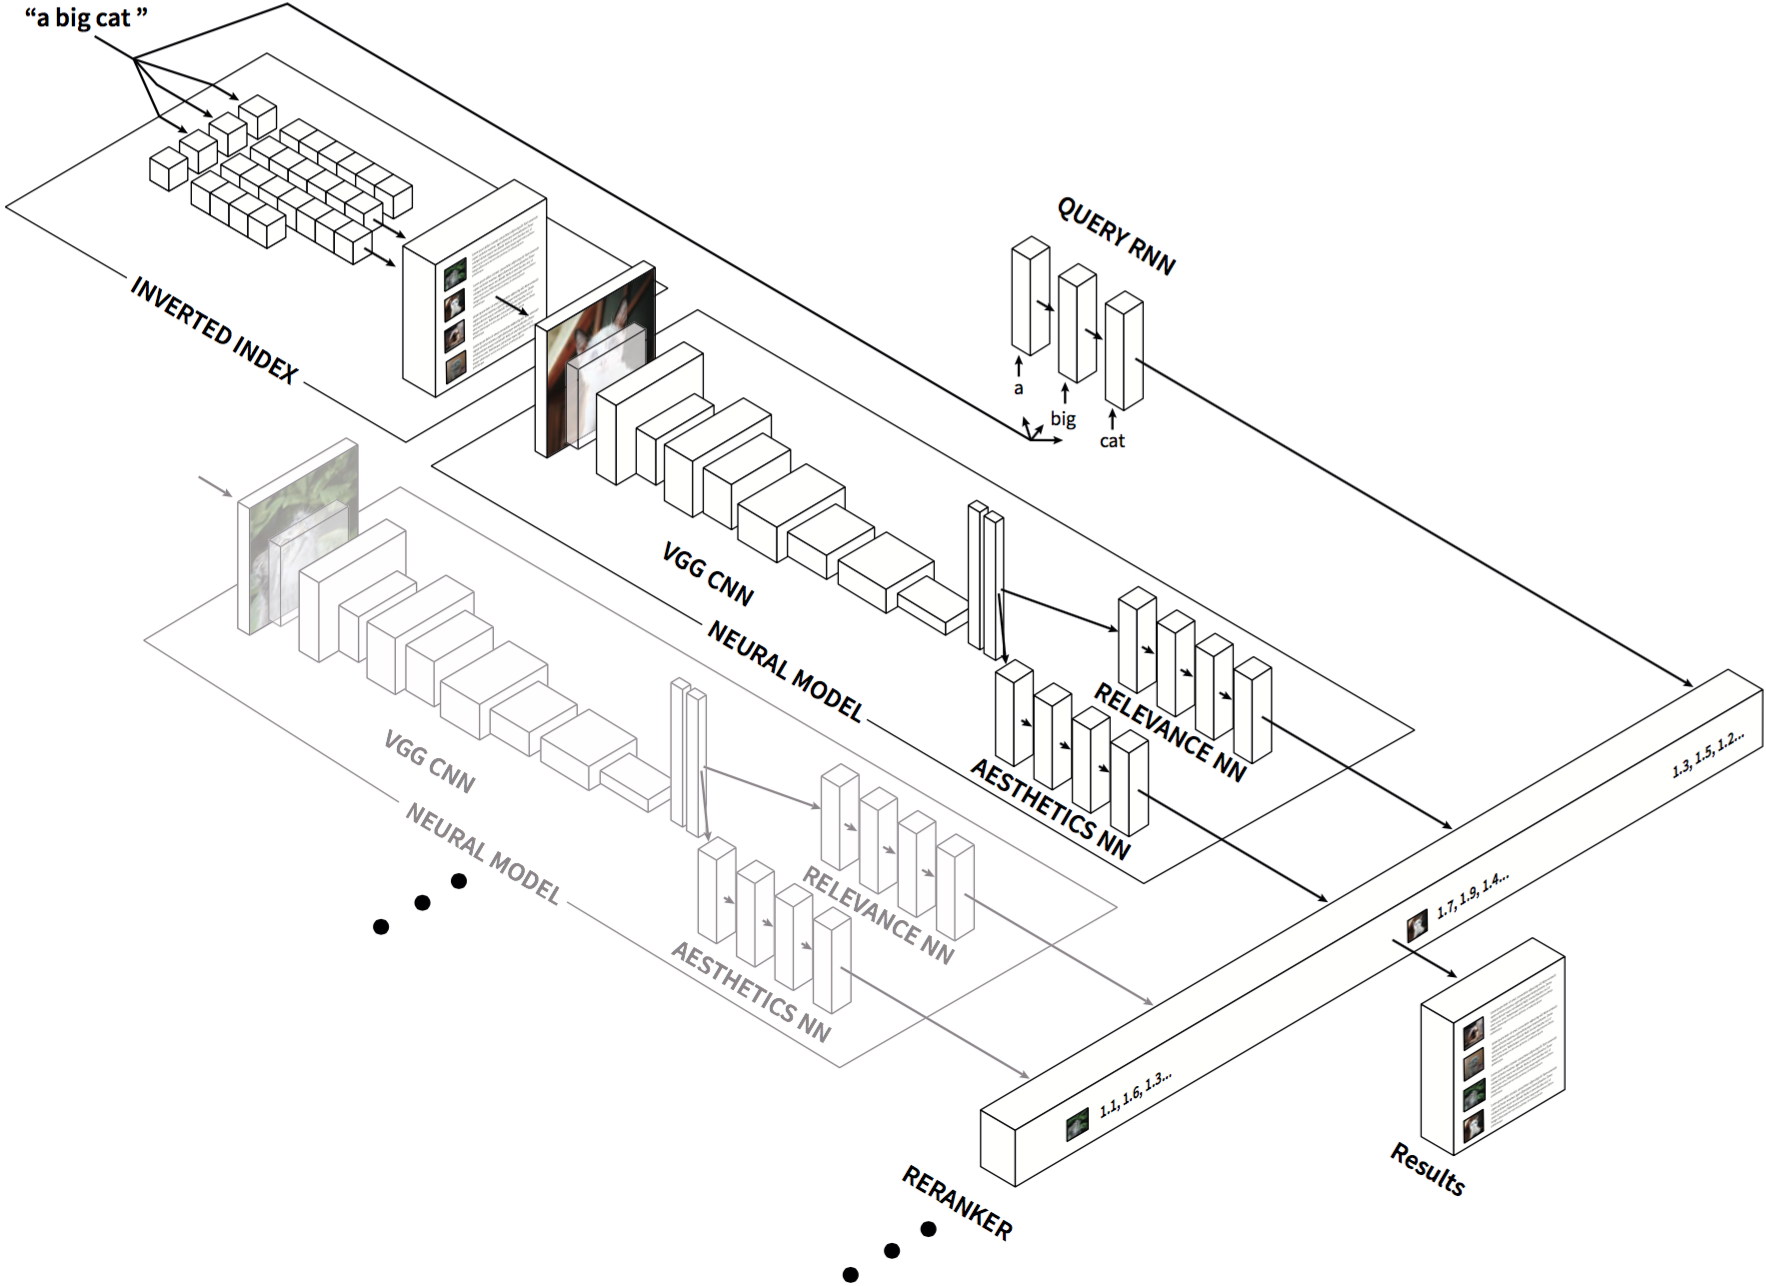 “a big cat ”
INVERTED INDEX
QUERY RNN
a
big
cat
VGG CNN
NEURAL MODEL
RELEVANCE NN
AESTHETICS NN
VGG CNN
NEURAL MODEL
RELEVANCE NN
AESTHETICS NN
1.3, 1.5, 1.2...
1.7, 1.9, 1.4...
1.1, 1.6, 1.3...
RERANKER
Results